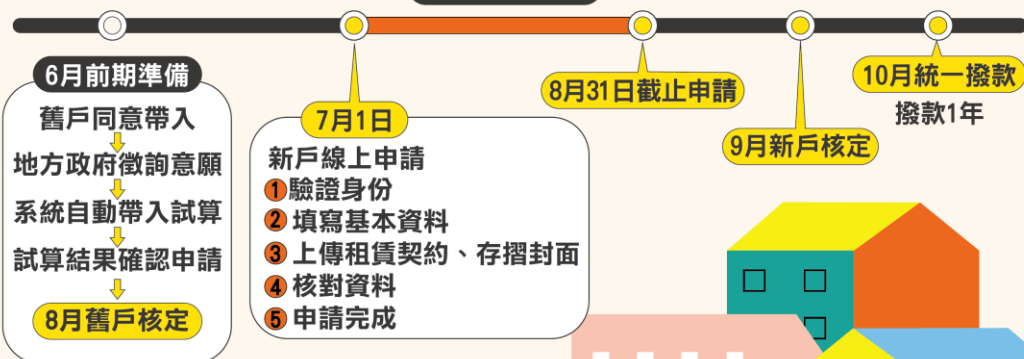 6月前期準備
舊戶同意帶入
地方政府徵詢意願
系統自動帶入試算
試算結果確認申請
8月舊戶核定
7月1日
新戶線上申請
1 驗證身份
2 填寫基本資料
3 上傳租賃契約、存摺封面
4 核對資料
5 申請完成
8月31日截止申請
9月新戶核定
10月統一撥款
撥款1年